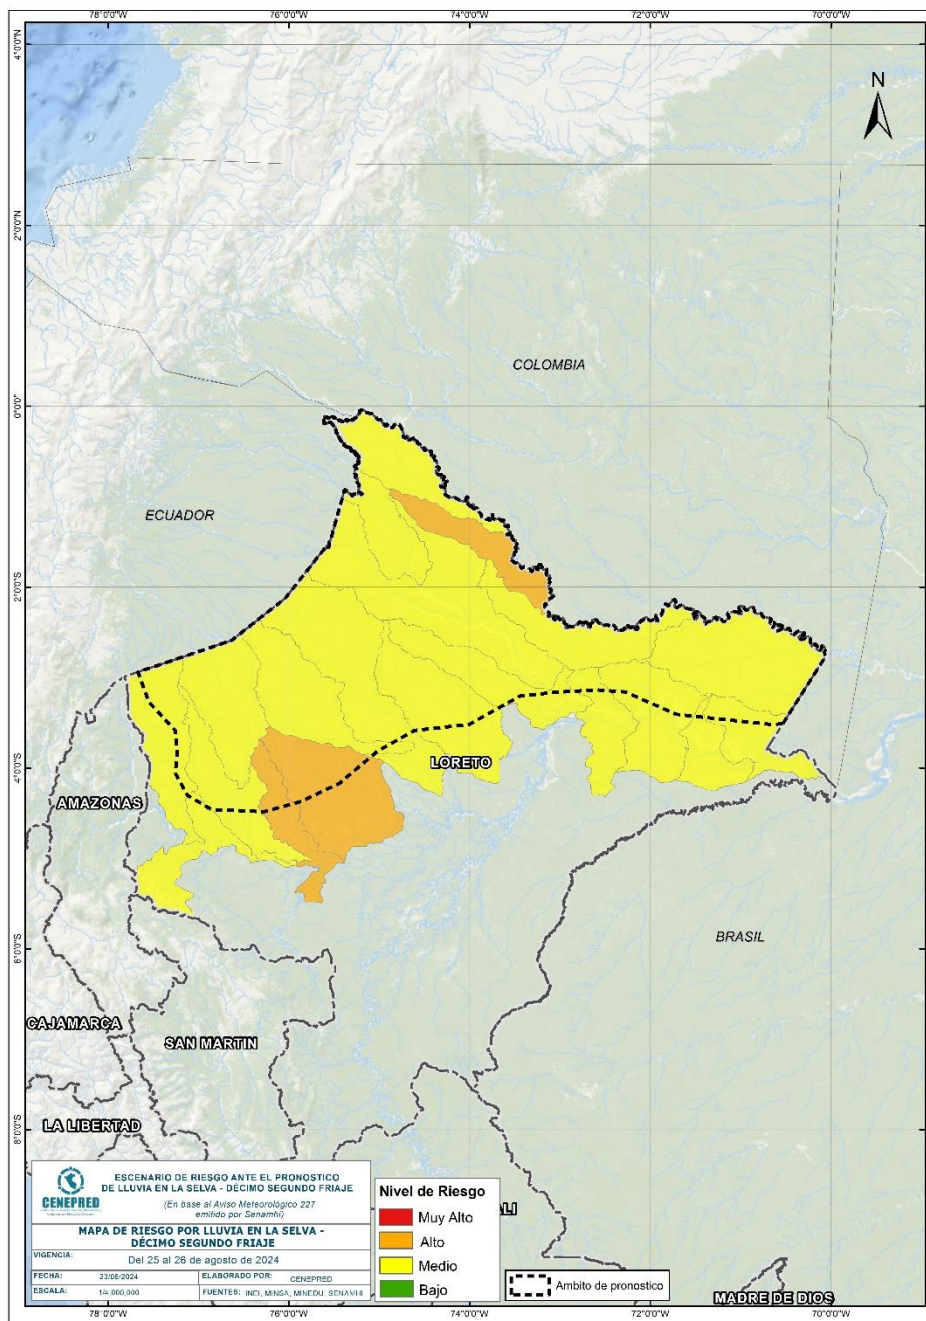 78°0'0"W 76°0'0"W 74°0'0"W 72°0'0"W 70°0'0"W
4°0'0"N
N
2°0'0"N
COLOMBIA
0°0'0"
ECUADOR
2°0'0"S
LORETO
4°0'0"S
AMAZONAS
BRASIL
6°0'0"S
CAJAMARCA
SAN MARTIN
LA LIBERTAD
8°0'0"S
CENEPRED
ESCENARIO DE RIESGO ANTE EL PRONOSTICO
DE LLUVIA EN LA SELVA - DÉCIMO SEGUNDO FRIAJE
(En base al Aviso Meteorológico 227
emitido por Senamhi)
MAPA DE RIESGO POR LLUVIA EN LA SELVA -
DÉCIMO SEGUNDO FRIAJE
VIGENCIA: Del 25 al 26 de agosto de 2024
FECHA: 23/08/2024 ELABORADO POR: CENEPRED
ESCALA: 1/4,000,000 FUENTES: INEI, MINSA, MINEDU, SENAMHI
Nivel de Riesgo
Muy Alto
Alto
Medio
Bajo
ALI
Ambito de pronostico
MADRE DE DIOS
78°0'0"W 76°0'0"W 74°0'0"W 72°0'0"W 70°0'0"W